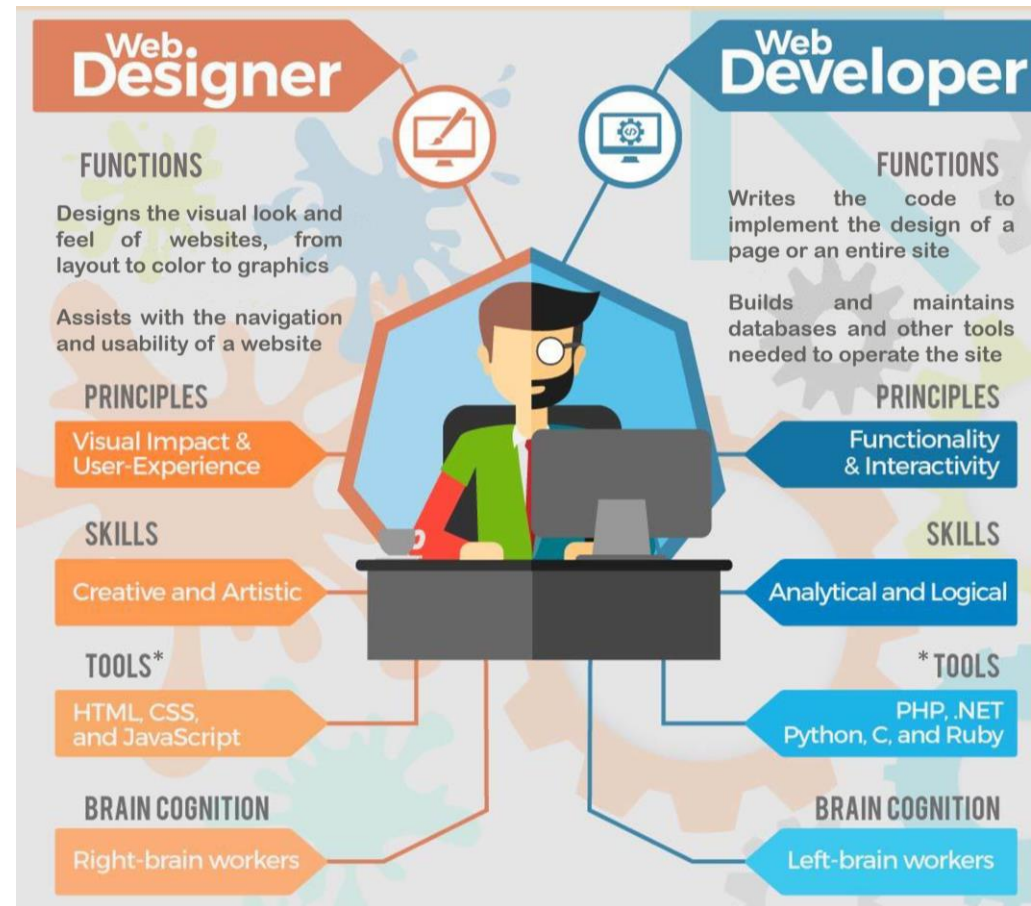 Web
Designer
FUNCTIONS
Designs the visual look and
feel of websites, from
layout to color to graphics
Assists with the navigation
and usability of a website
PRINCIPLES
Visual Impact &
User-Experience
SKILLS
Creative and Artistic
TOOLS*
HTML, CSS,
and JavaScript
BRAIN COGNITION
Right-brain workers
Web
Developer
FUNCTIONS
Writes the code to
implement the design of a
page or an entire site
Builds and maintains
databases and other tools
needed to operate the site
PRINCIPLES
Functionality
& Interactivity
SKILLS
Analytical and Logical
* TOOLS
PHP, .NET
Python, C, and Ruby
BRAIN COGNITION
Left-brain workers